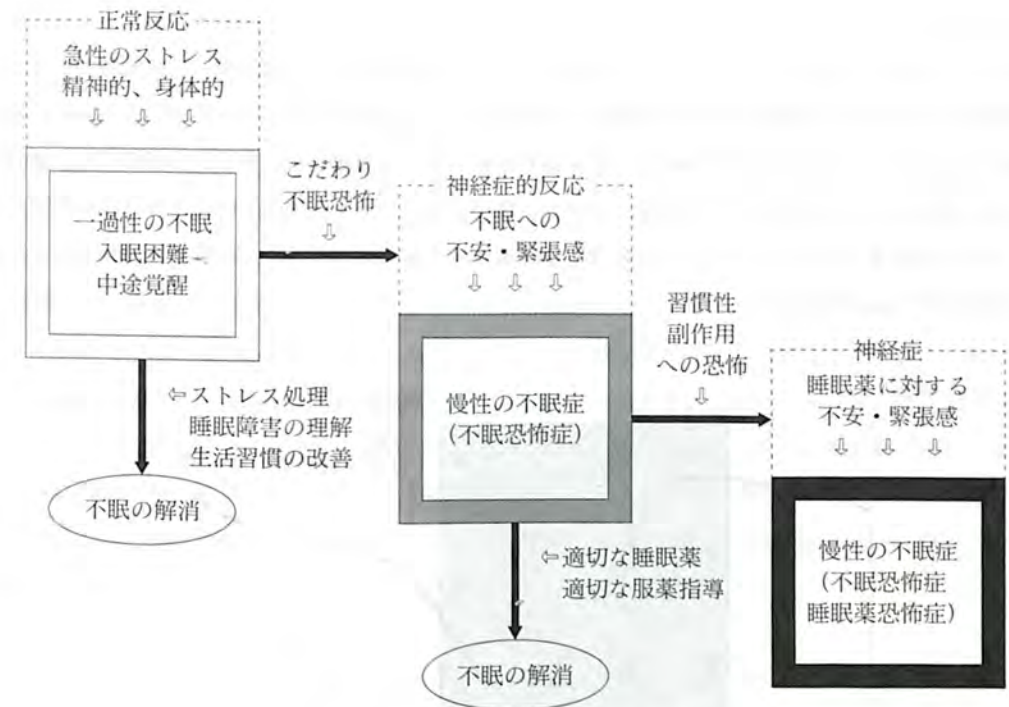 正常反応
急性のストレス
精神的、身体的
⇩ ⇩ ⇩
一過性の不眠
入眠困難
中途覚醒
こだわり
不眠恐怖
⇩
⇦ストレス処理
睡眠障害の理解
生活習慣の改善
不眠の解消
神経症的反応
不眠への
不安・緊張感
⇩ ⇩ ⇩
慢性の不眠症
(不眠恐怖症)
習慣性
副作用
への恐怖
⇩
⇦適切な睡眠薬
適切な服薬指導
不眠の解消
神経症
睡眠薬に対する
不安・緊張感
⇩ ⇩ ⇩
慢性の不眠症
(不眠恐怖症
睡眠薬恐怖症)